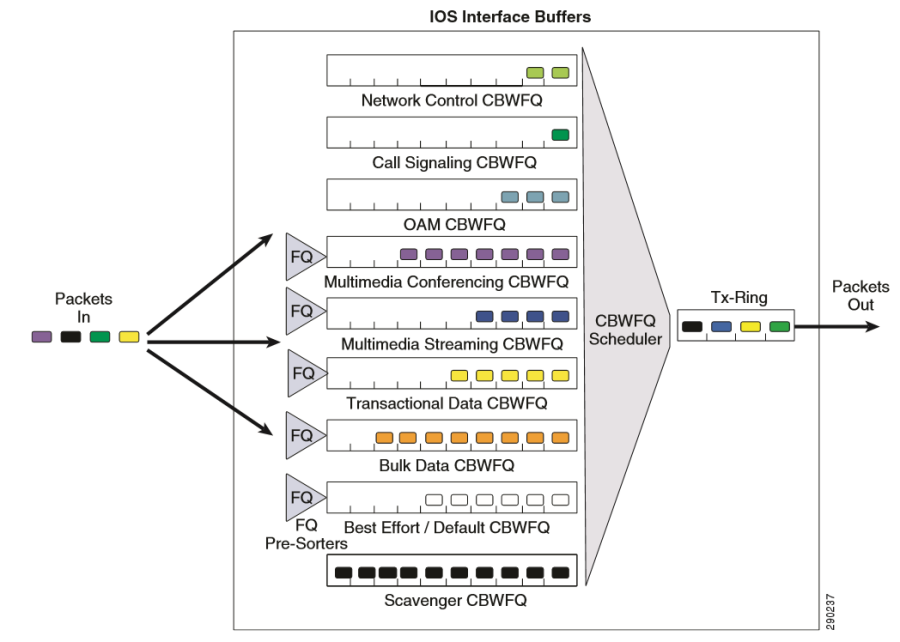 IOS Interface Buffers
Network Control CBWFQ
Call Signaling CBWFQ
OAM CBWFQ
FQ
Multimedia Conferencing CBWFQ
FQ
Multimedia Streaming CBWFQ
FQ
Transactional Data CBWFQ
FQ
Bulk Data CBWFQ
FQ
FQ
Pre-Sorters
Best Effort / Default CBWFQ
Scavenger CBWFQ
Packets
In
CBWFQ
Scheduler
Tx-Ring
Packets
Out
290237